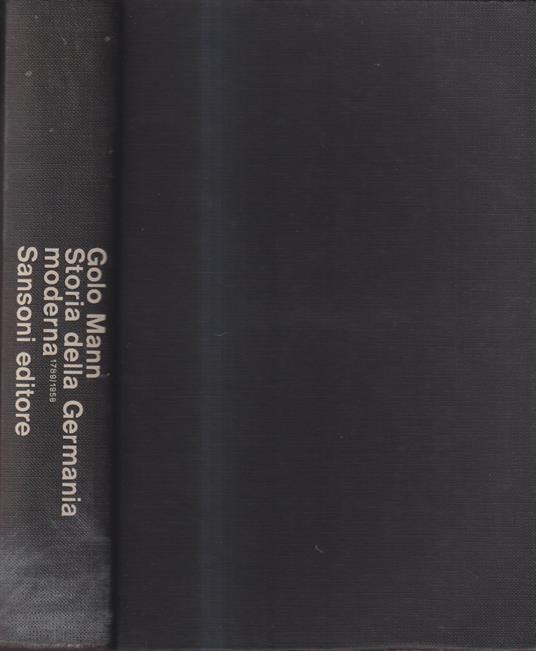 Golo Mann
Storia della Germania
moderna 1789/1958
Sansoni editore